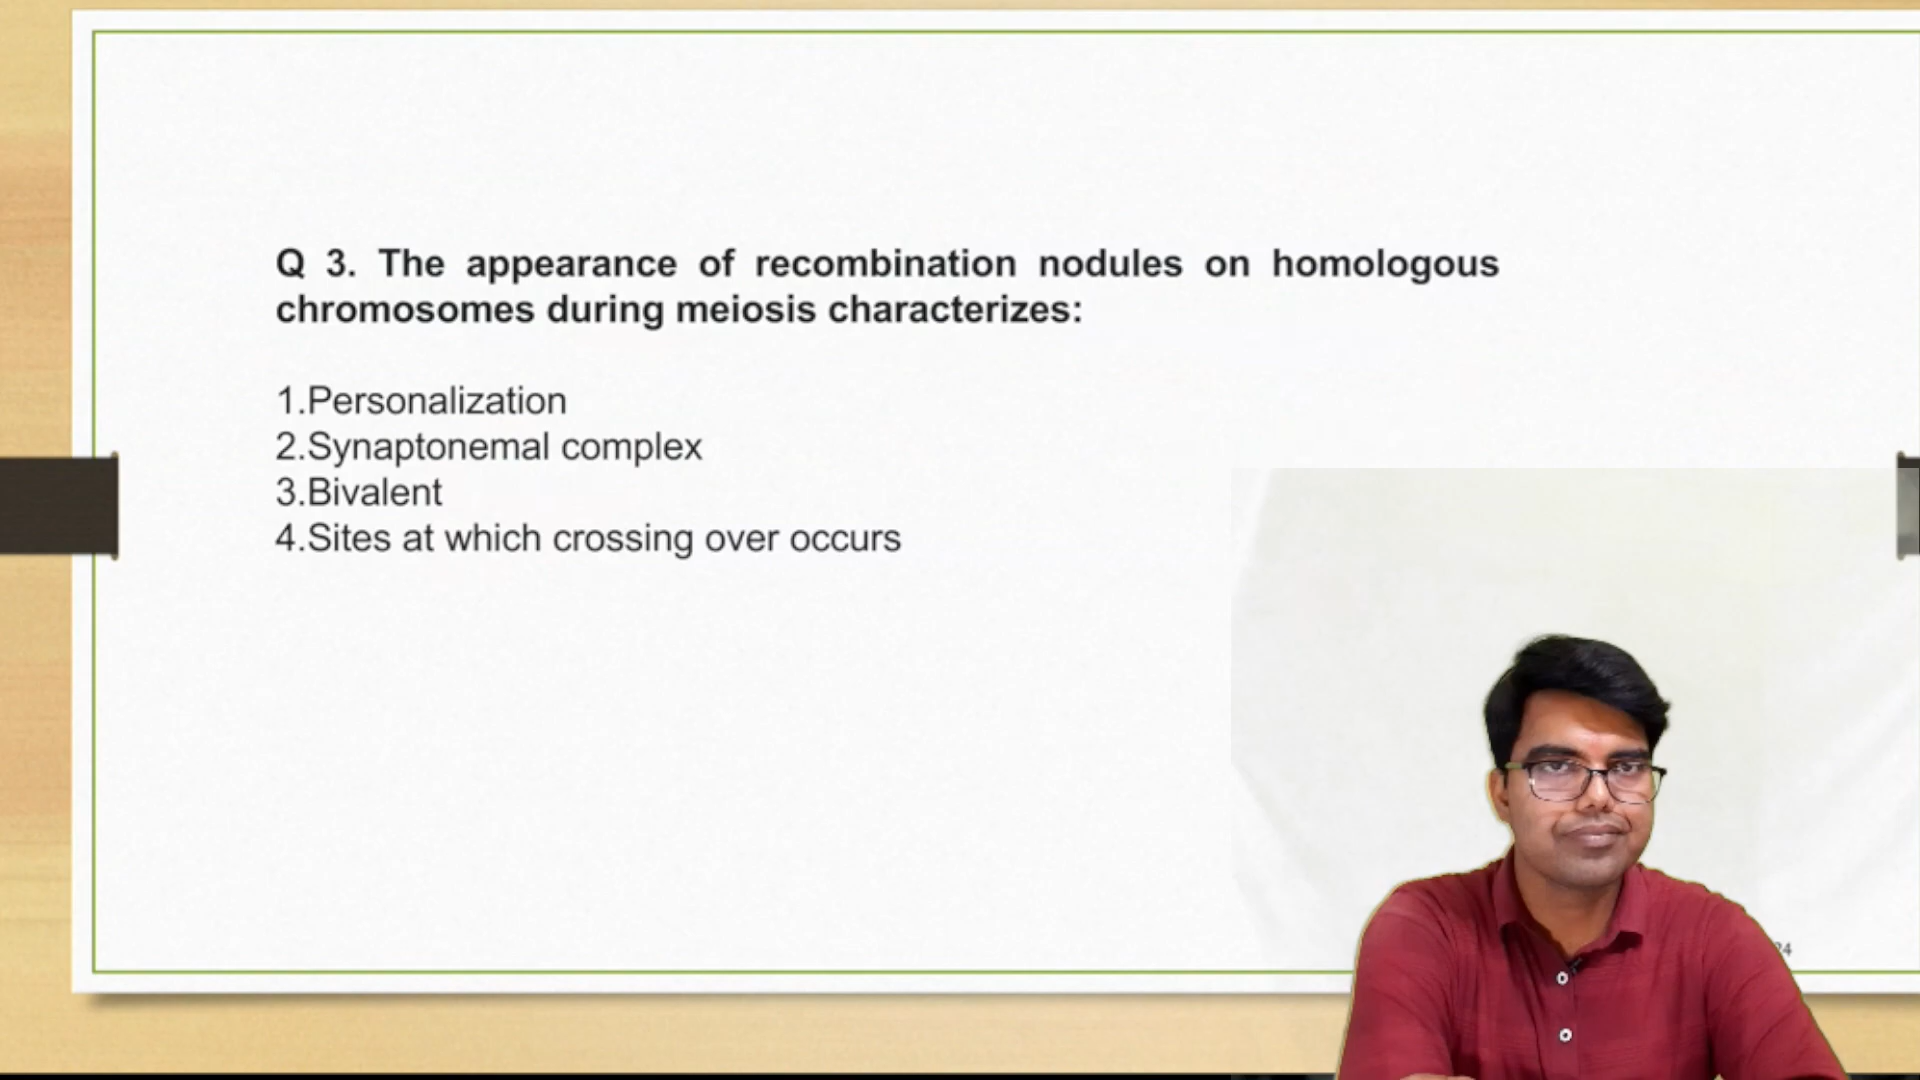 Q 3. The appearance of recombination nodules on homologous
chromosomes during meiosis characterizes:
1.Personalization
2.Synaptonemal complex
3.Bivalent
4.Sites at which crossing over occurs